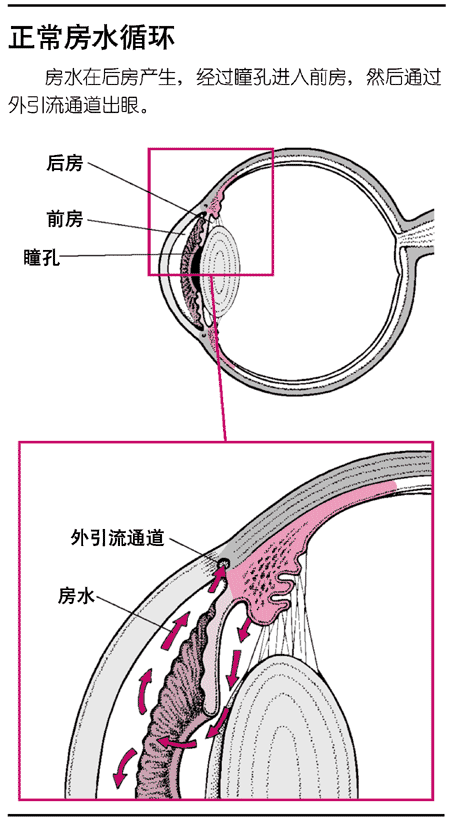 正常房水循环
房水在后房产生，经过瞳孔进入前房，然后通过
外引流通道出眼。
后房
前房
瞳孔
外引流通道
房水